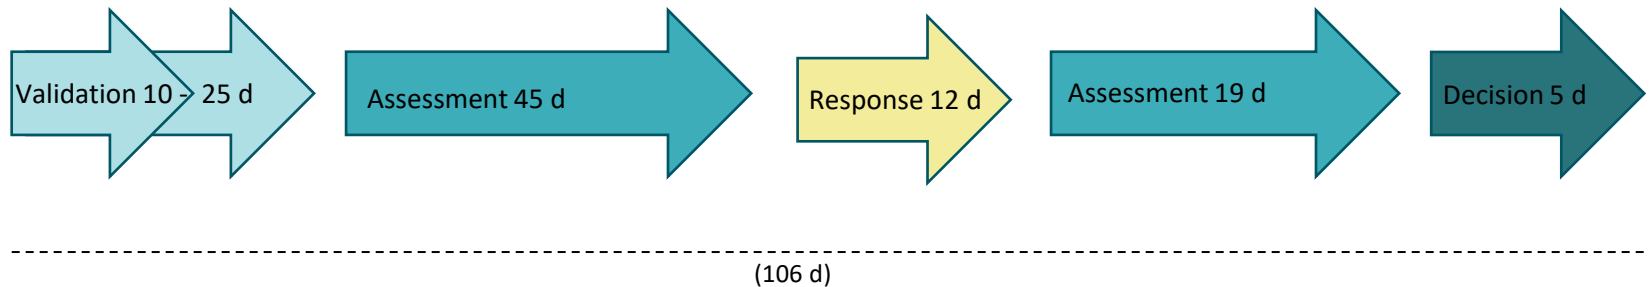 Validation 10 - 25 d
Assessment 45 d
Response 12 d
Assessment 19 d
Decision 5 d
(106 d)